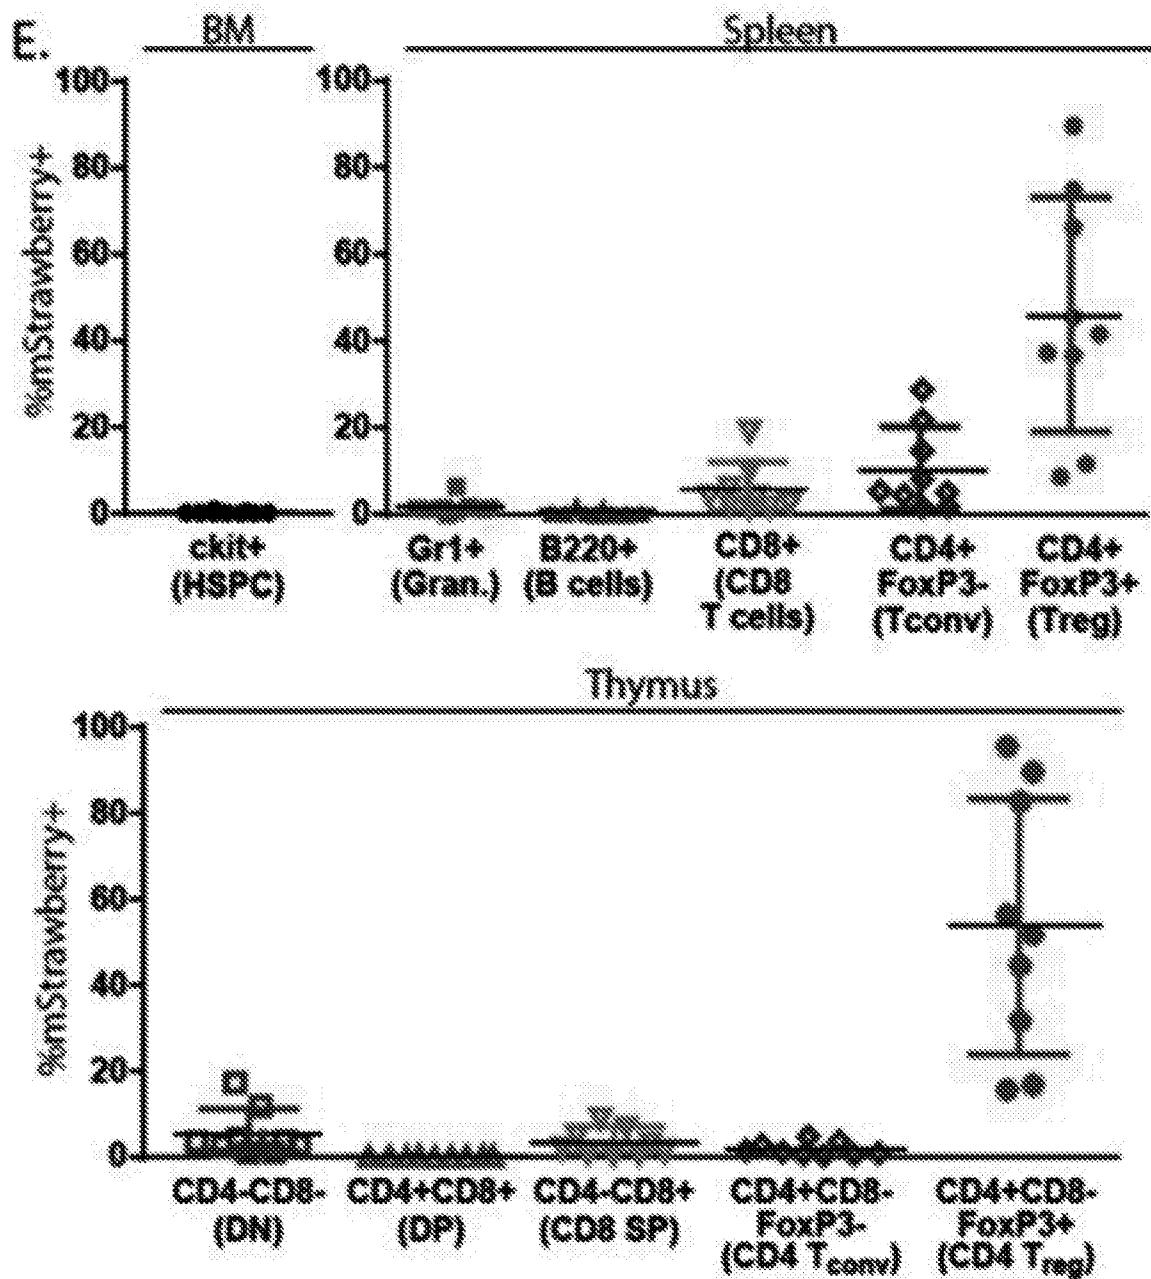 E.
BM
Spleen
%mStrawberry+
100
80
60
40
20
0
100
80
60
40
20
0
ckit+
(HSPC)
Gr1+
(Gran.)
B220+
(B cells)
CD8+
(CD8
T cells)
CD4+
FoxP3-
(Tconv)
CD4+
FoxP3+
(Treg)
Thymus
%mStrawberry+
100
80
60
40
20
0
CD4-CD8-
(DN)
CD4+CD8+
(DP)
CD4-CD8+
(CD8 SP)
CD4+CD8-
FoxP3-
(CD4 Tconv)
CD4+CD8-
FoxP3+
(CD4 Treg)